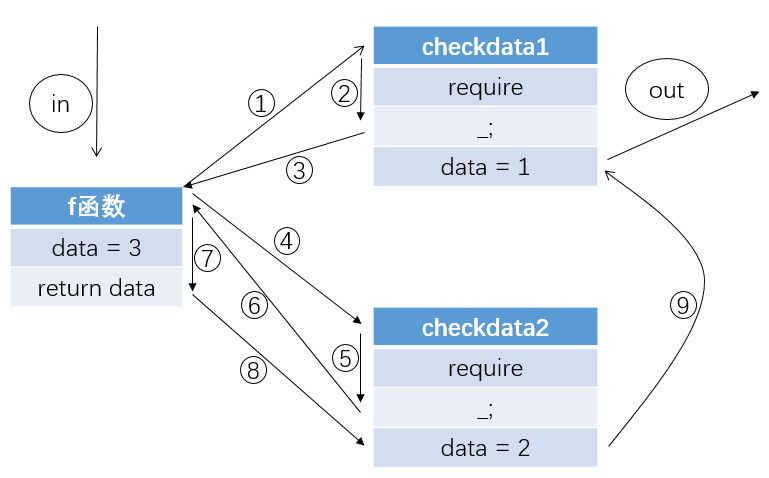 in
①
②
③
checkdata1
require
_;
data = 1
out
f函数
data = 3
return data
④
⑦
⑥
⑤
⑧
⑨
checkdata2
require
_;
data = 2